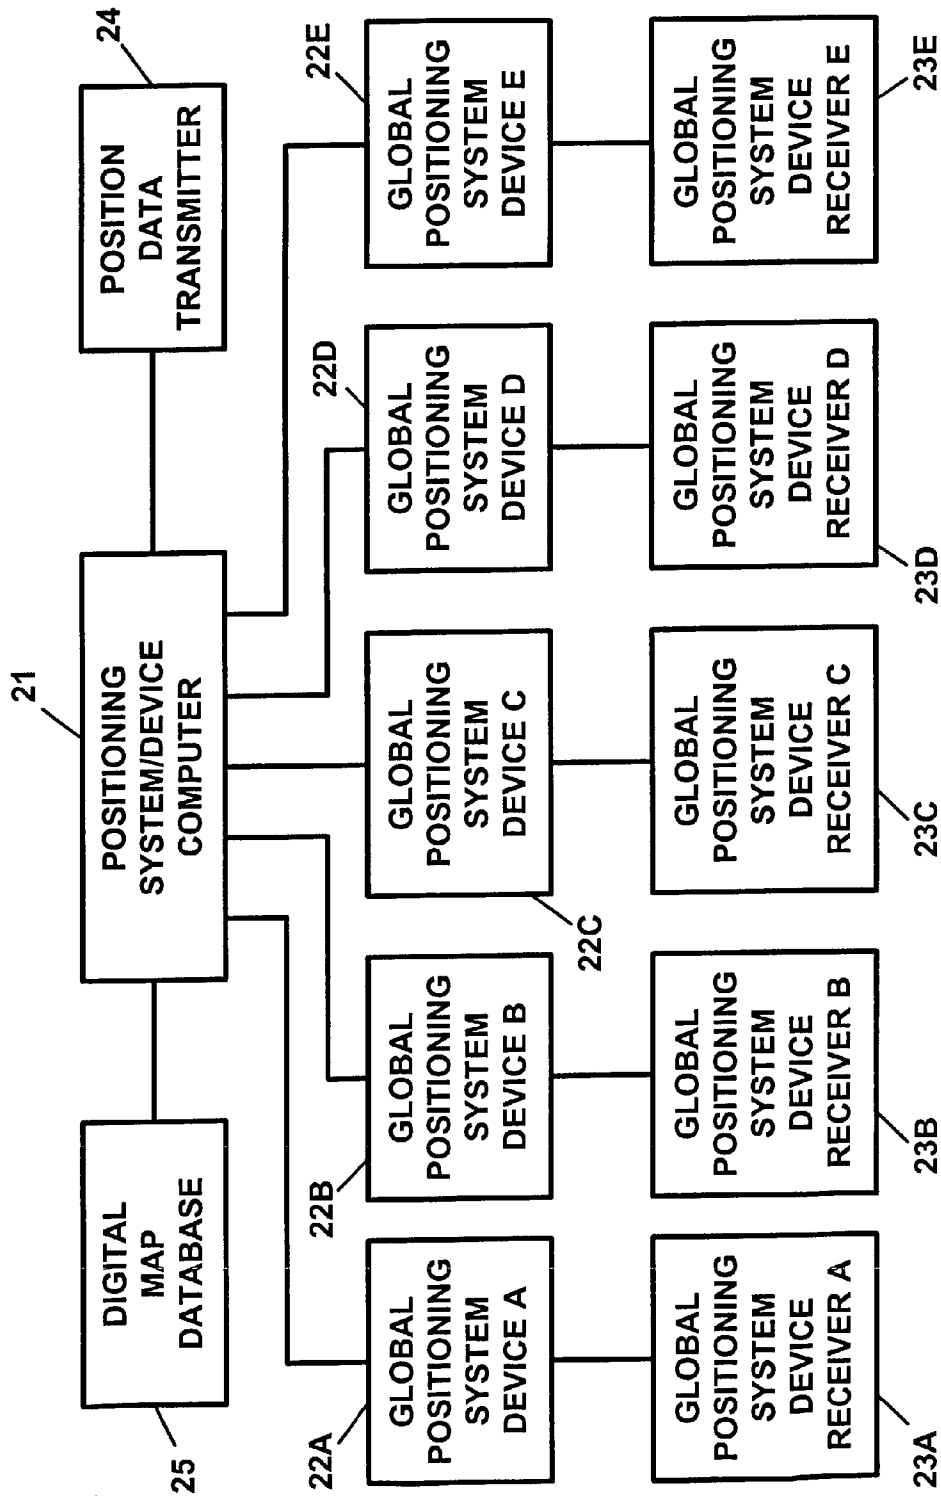 21
24
25
DIGITAL
MAP
DATABASE
POSITIONING
SYSTEM/DEVICE
COMPUTER
POSITION
DATA
TRANSMITTER
22A
GLOBAL
POSITIONING
SYSTEM
DEVICE A
22B
GLOBAL
POSITIONING
SYSTEM
DEVICE B
22C
GLOBAL
POSITIONING
SYSTEM
DEVICE C
22D
GLOBAL
POSITIONING
SYSTEM
DEVICE D
22E
GLOBAL
POSITIONING
SYSTEM
DEVICE E
23A
GLOBAL
POSITIONING
SYSTEM
DEVICE
RECEIVER A
23B
GLOBAL
POSITIONING
SYSTEM
DEVICE
RECEIVER B
23C
GLOBAL
POSITIONING
SYSTEM
DEVICE
RECEIVER C
23D
GLOBAL
POSITIONING
SYSTEM
DEVICE
RECEIVER D
23E
GLOBAL
POSITIONING
SYSTEM
DEVICE
RECEIVER E